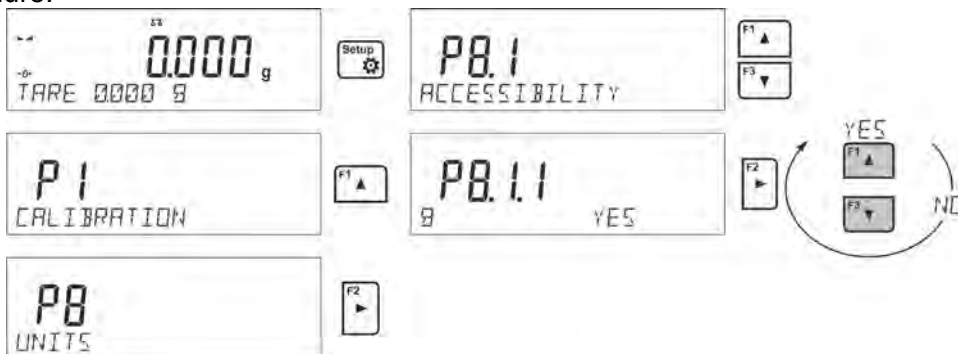 ure.
0.000 g
TARE 0.000 g
Setup
P1
CALIBRATION
F1
P8
UNITS
F2
P8.1
ACCESSIBILITY
F1
F3
P8.1.1
g YES
F2
YES
F1
F3
NO